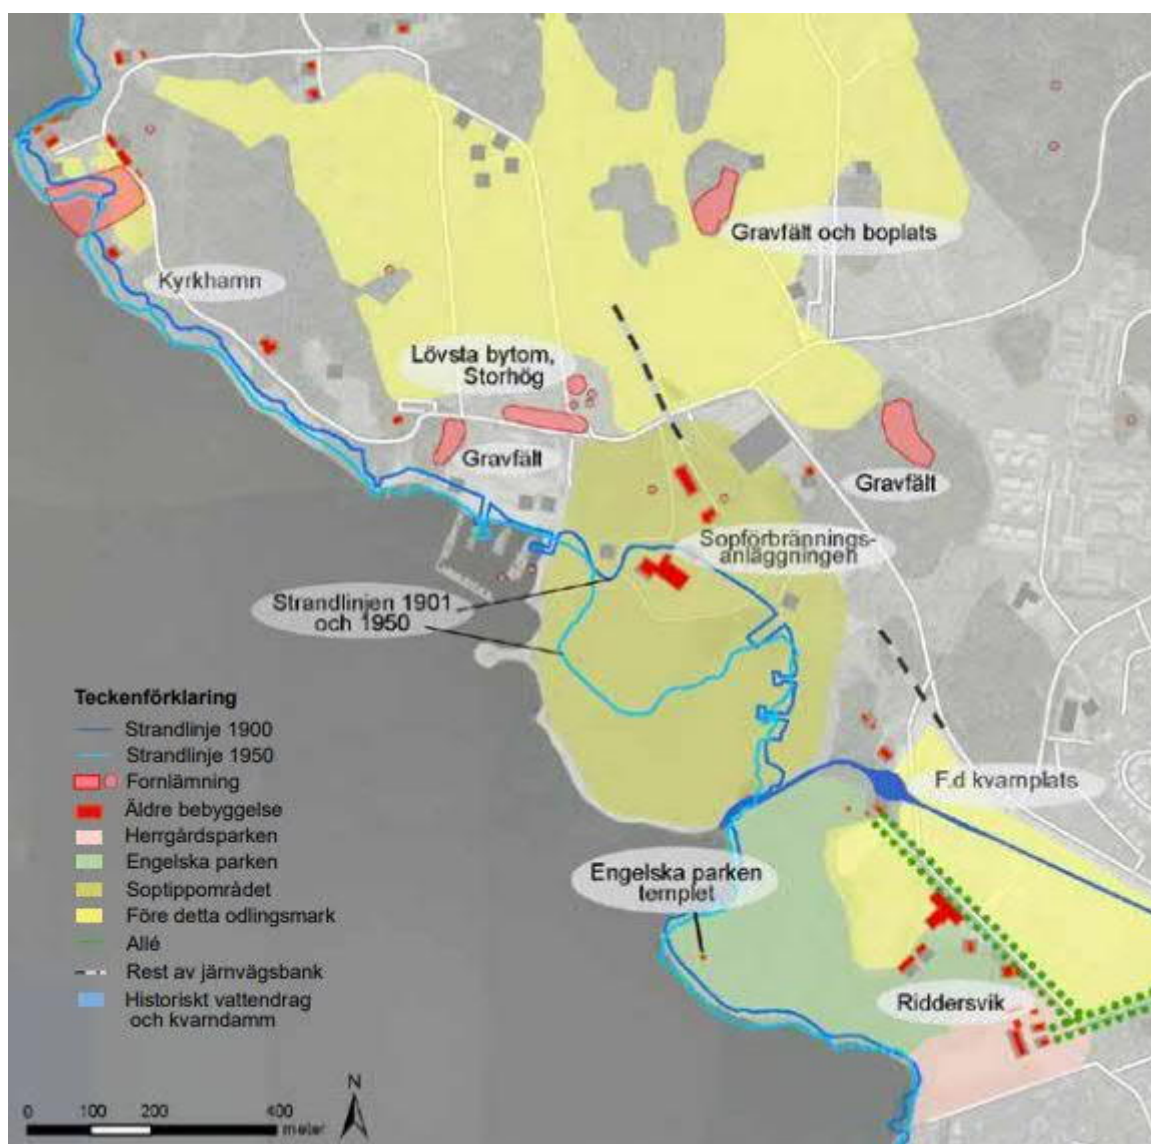 Gravfält och boplats
Kyrkhamn
Lövsta bytom,
Storhög
Gravfält
Gravfält
Sopförbrännings-
anläggningen
Strandlinjen 1901
och 1950
Teckenförklaring
Strandlinje 1900
Strandlinje 1950
Fornlämning
Äldre bebyggelse
Herrgårdsparken
Engelska parken
Soptippområdet
Före detta odlingsmark
Allé
Rest av järnvägsbank
Historiskt vattendrag
och kvarndamm
F.d kvarnplats
Engelska parken
templet
Riddersvik
N
0 100 200 400
meter